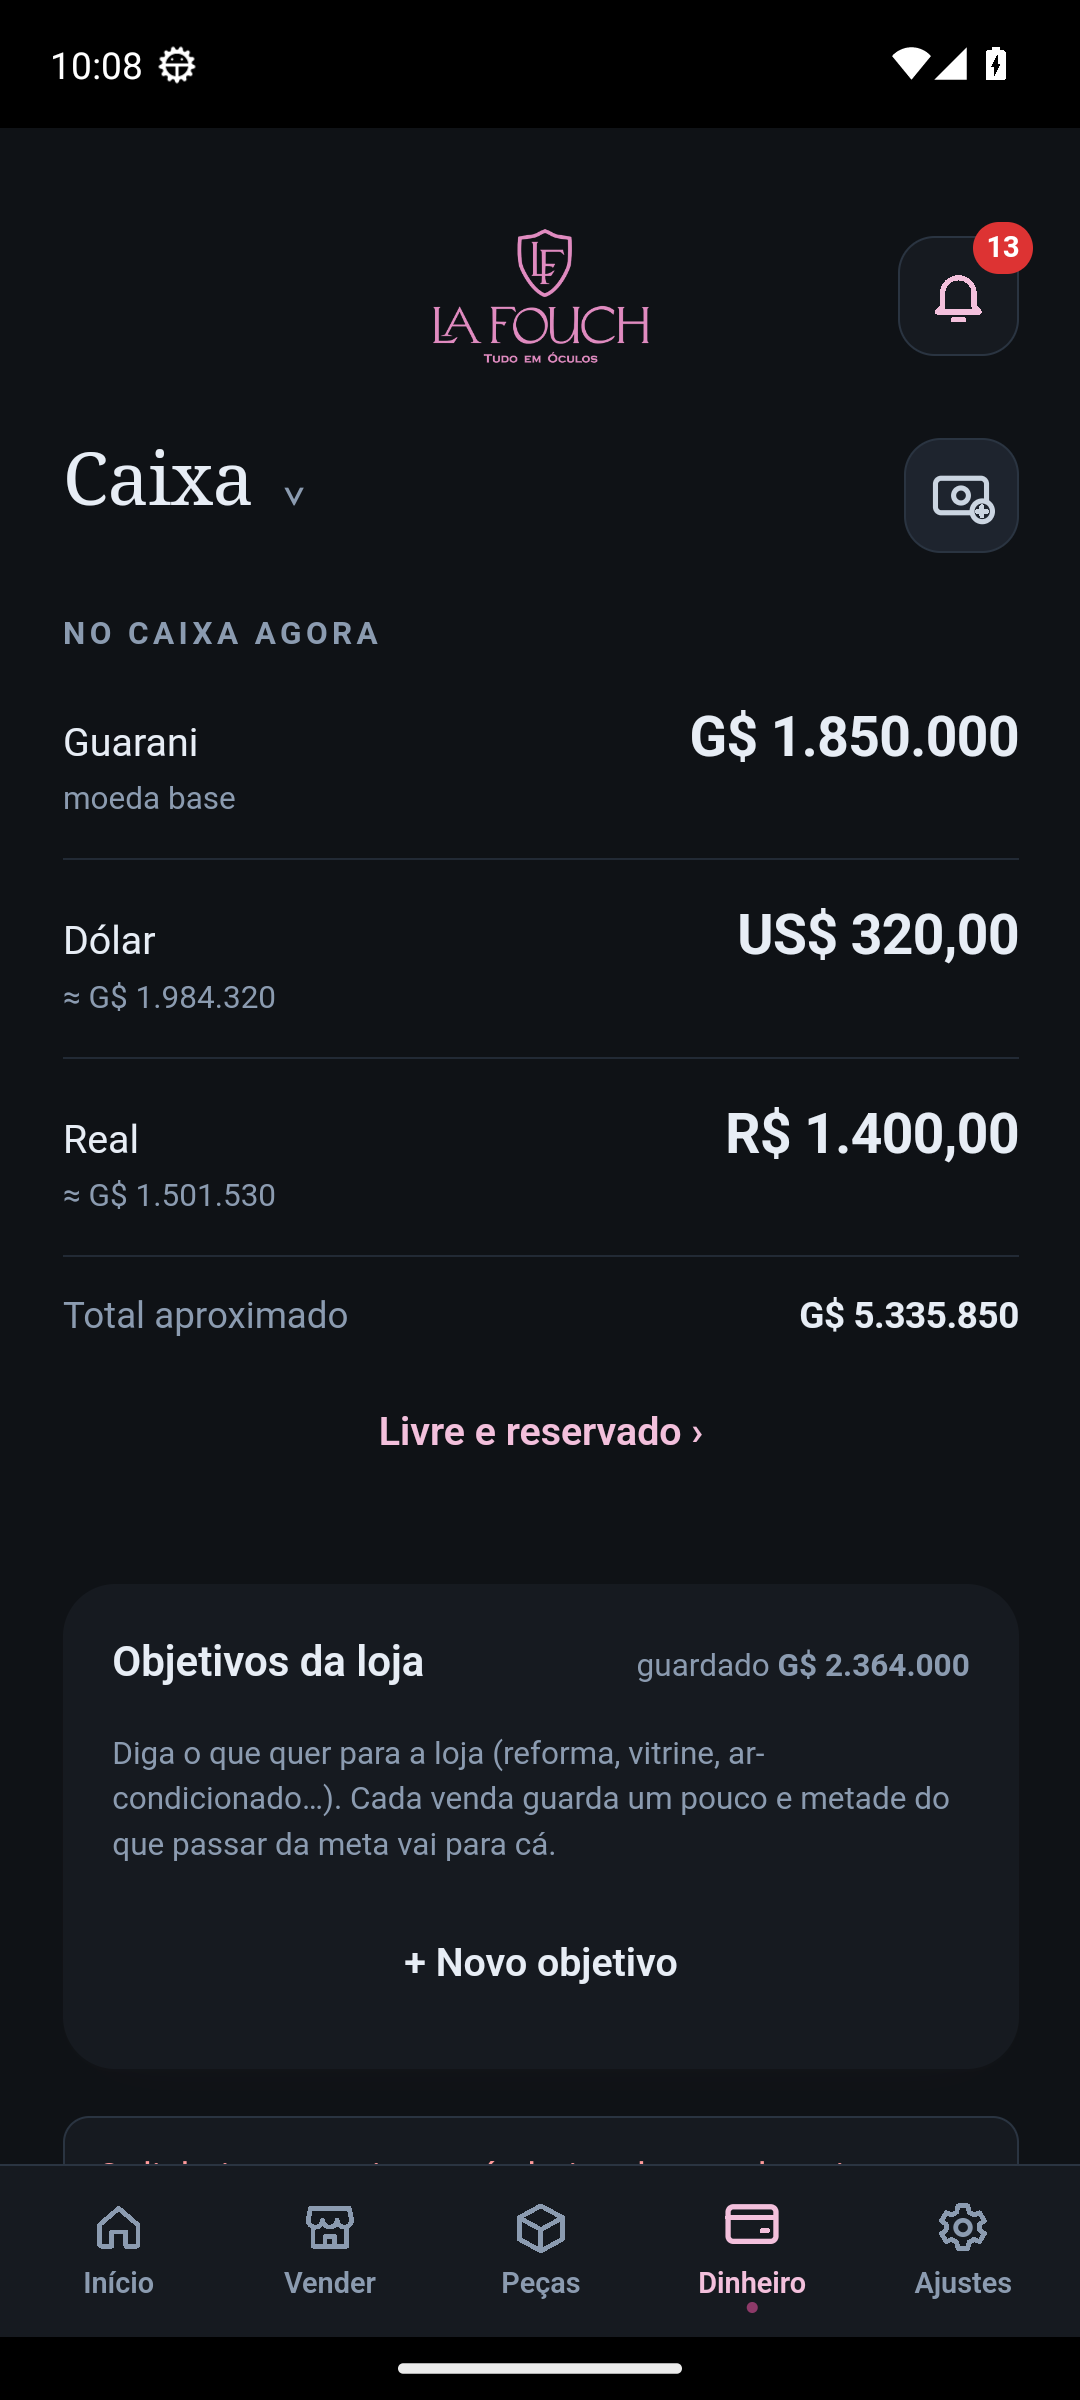 10:08
13
LF
LA FOUCH
TUDO EM ÓCULOS
Caixa
NO CAIXA AGORA
Guarani
G$ 1.850.000
moeda base
Dólar
US$ 320,00
≈ G$ 1.984.320
Real
R$ 1.400,00
≈ G$ 1.501.530
Total aproximado
G$ 5.335.850
Livre e reservado ›
Objetivos da loja
guardado G$ 2.364.000
Diga o que quer para a loja (reforma, vitrine, ar-
condicionado…). Cada venda guarda um pouco e metade do
que passar da meta vai para cá.
+ Novo objetivo
Início
Vender
Peças
Dinheiro
Ajustes